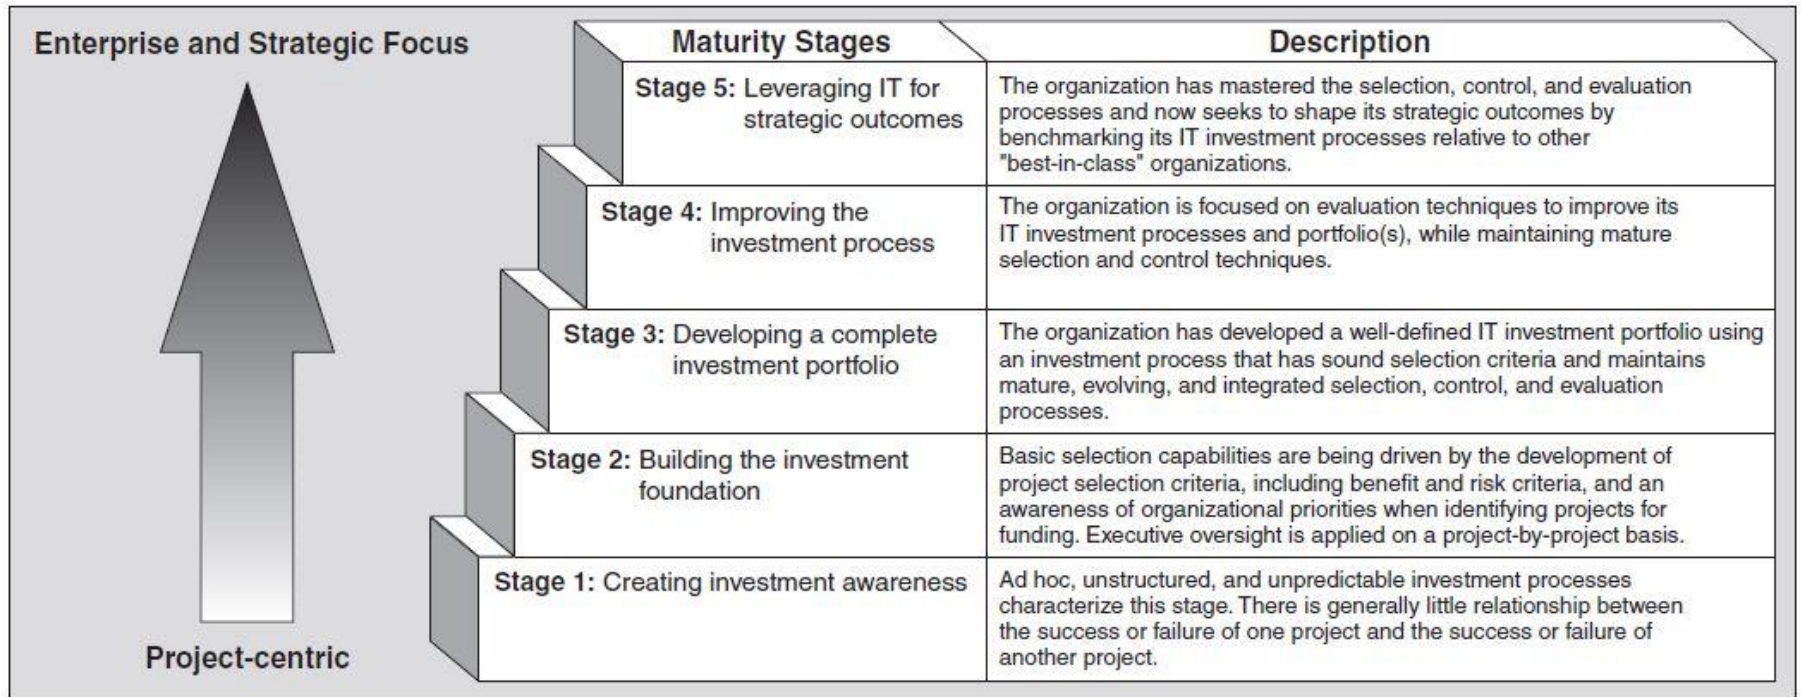 Enterprise and Strategic Focus
Project-centric
Maturity Stages
Description
Stage 5: Leveraging IT for
strategic outcomes
The organization has mastered the selection, control, and evaluation
processes and now seeks to shape its strategic outcomes by
benchmarking its IT investment processes relative to other
"best-in-class" organizations.
Stage 4: Improving the
investment process
The organization is focused on evaluation techniques to improve its
IT investment processes and portfolio(s), while maintaining mature
selection and control techniques.
Stage 3: Developing a complete
investment portfolio
The organization has developed a well-defined IT investment portfolio using
an investment process that has sound selection criteria and maintains
mature, evolving, and integrated selection, control, and evaluation
processes.
Stage 2: Building the investment
foundation
Basic selection capabilities are being driven by the development of
project selection criteria, including benefit and risk criteria, and an
awareness of organizational priorities when identifying projects for
funding. Executive oversight is applied on a project-by-project basis.
Stage 1: Creating investment awareness
Ad hoc, unstructured, and unpredictable investment processes
characterize this stage. There is generally little relationship between
the success or failure of one project and the success or failure of
another project.